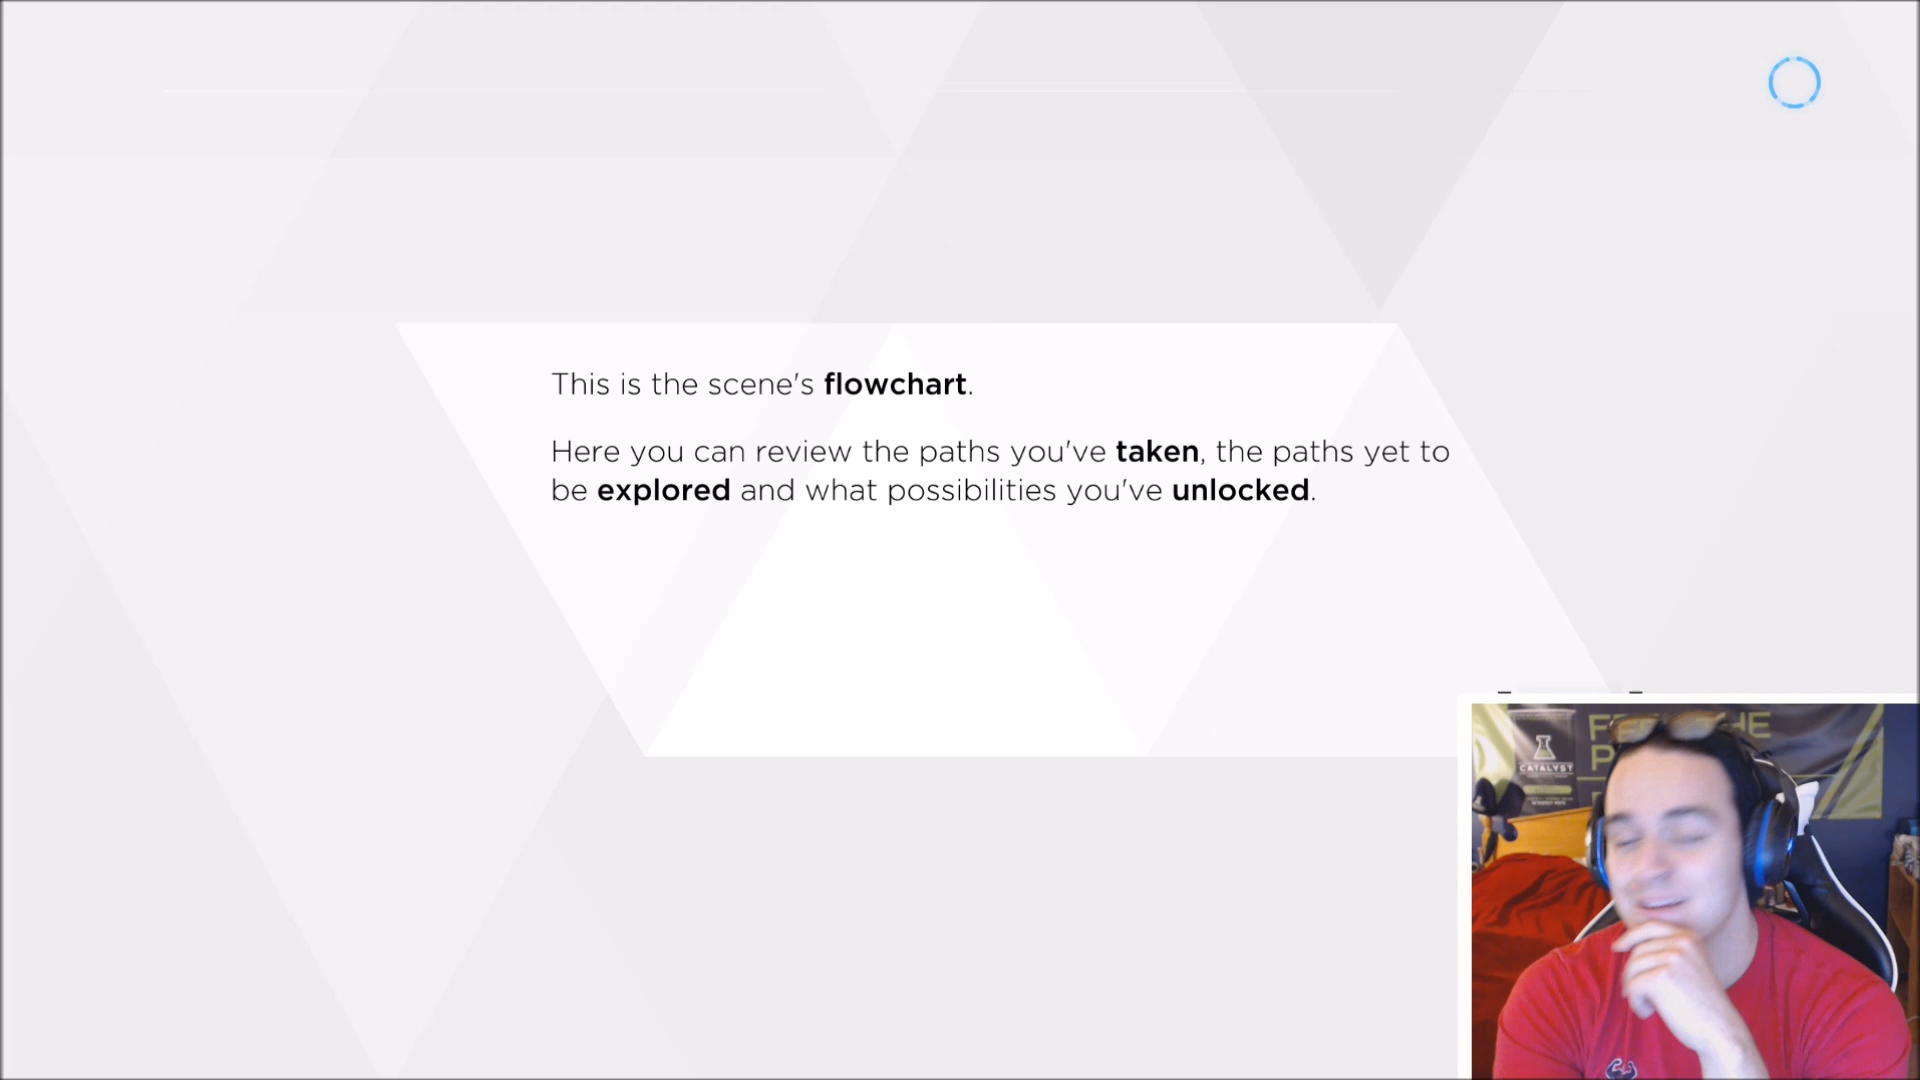 This is the scene's flowchart.
Here you can review the paths you've taken, the paths yet to
be explored and what possibilities you've unlocked.
CATALYST